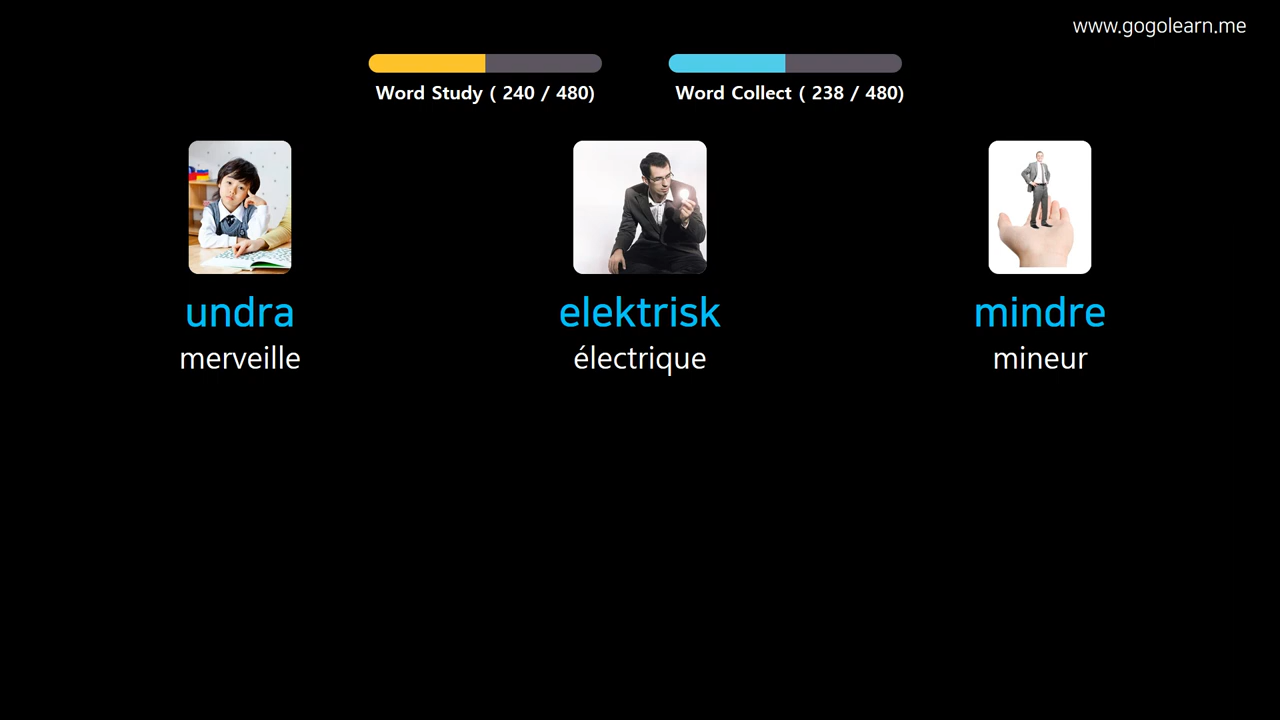 www.gogolearn.me
Word Study ( 240 / 480)
Word Collect ( 238 / 480)
undra
merveille
elektrisk
électrique
mindre
mineur